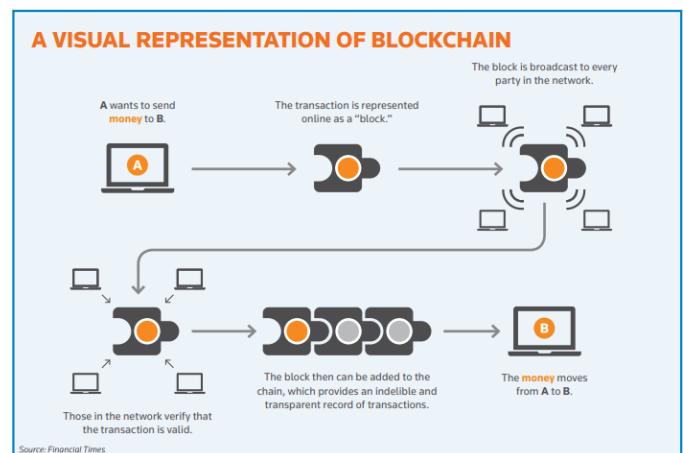 A VISUAL REPRESENTATION OF BLOCKCHAIN
A wants to send
money to B.
The transaction is represented
online as a “block.”
The block is broadcast to every
party in the network.
A
Those in the network verify that
the transaction is valid.
The block then can be added to the
chain, which provides an indelible and
transparent record of transactions.
B
The money moves
from A to B.
Source: Financial Times